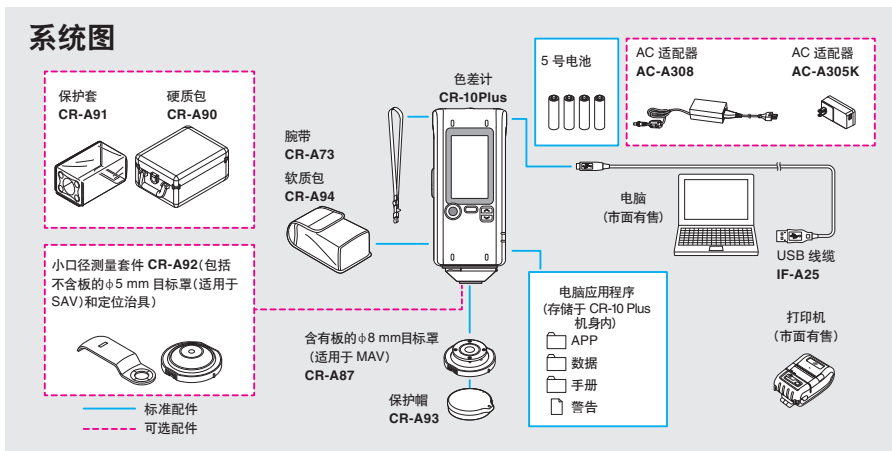 系统图
保护套
CR-A91
硬质包
CR-A90
色差计
CR-10Plus
腕带
CR-A73
软质包
CR-A94
5 号电池
AC 适配器
AC-A308
AC 适配器
AC-A305K
电脑
(市面有售)
USB 线缆
IF-A25
小口径测量套件 CR-A92(包括
不含板的φ5 mm 目标罩(适用于
SAV)和定位治具)
含有板的φ8 mm目标罩
(适用于 MAV)
CR-A87
保护帽
CR-A93
电脑应用程序
(存储于 CR-10 Plus
机身内)
APP
数据
手册
警告
打印机
(市面有售)
标准配件
可选配件